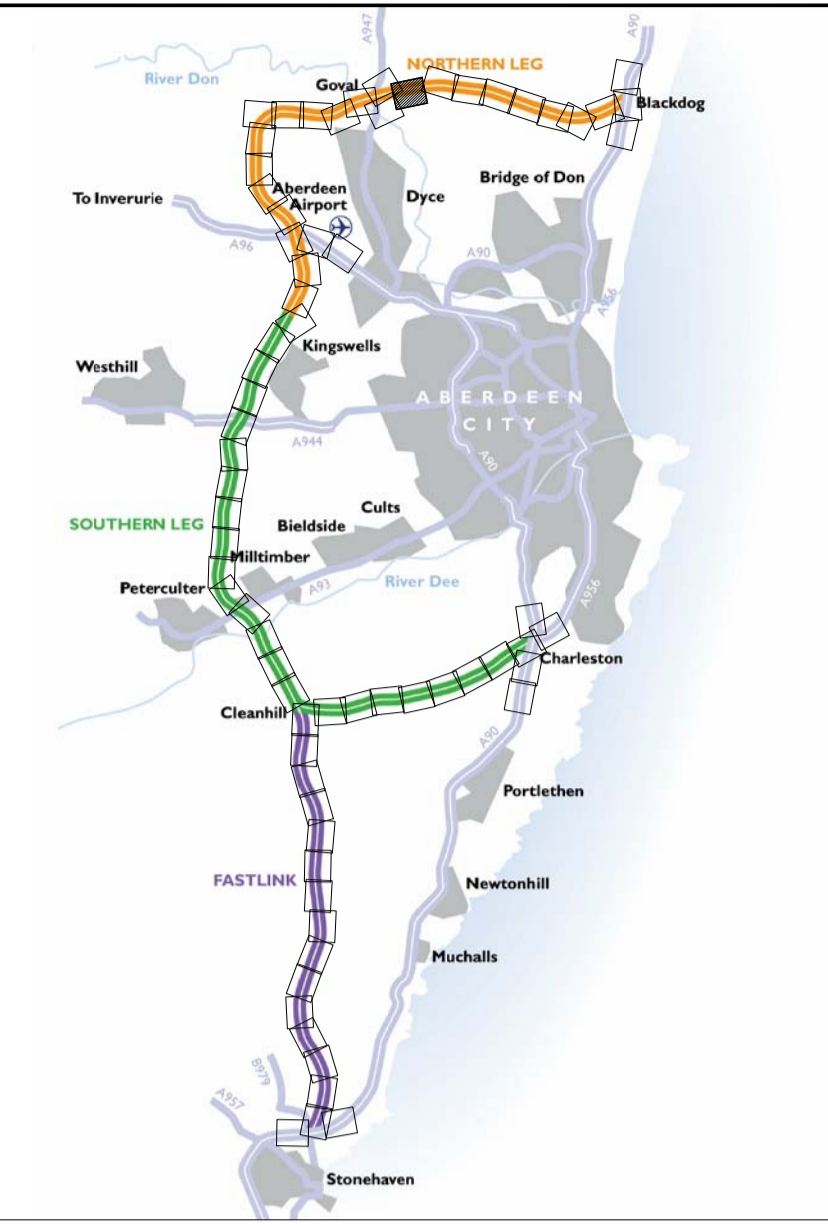 A947
A90
NORTHERN LEG
River Don
Goval
Blackdog
Bridge of Don
Aberdeen
Airport
To Inverurie
Dyce
A96
A90
A956
Kingswells
Westhill
ABERDEEN
CITY
A944
A90
Cults
SOUTHERN LEG
Bieldside
Milltimber
Peterculter
A93
River Dee
A956
Charleston
Cleanhill
A90
Portlethen
FASTLINK
Newtonhill
Muchalls
B979
A957
Stonehaven